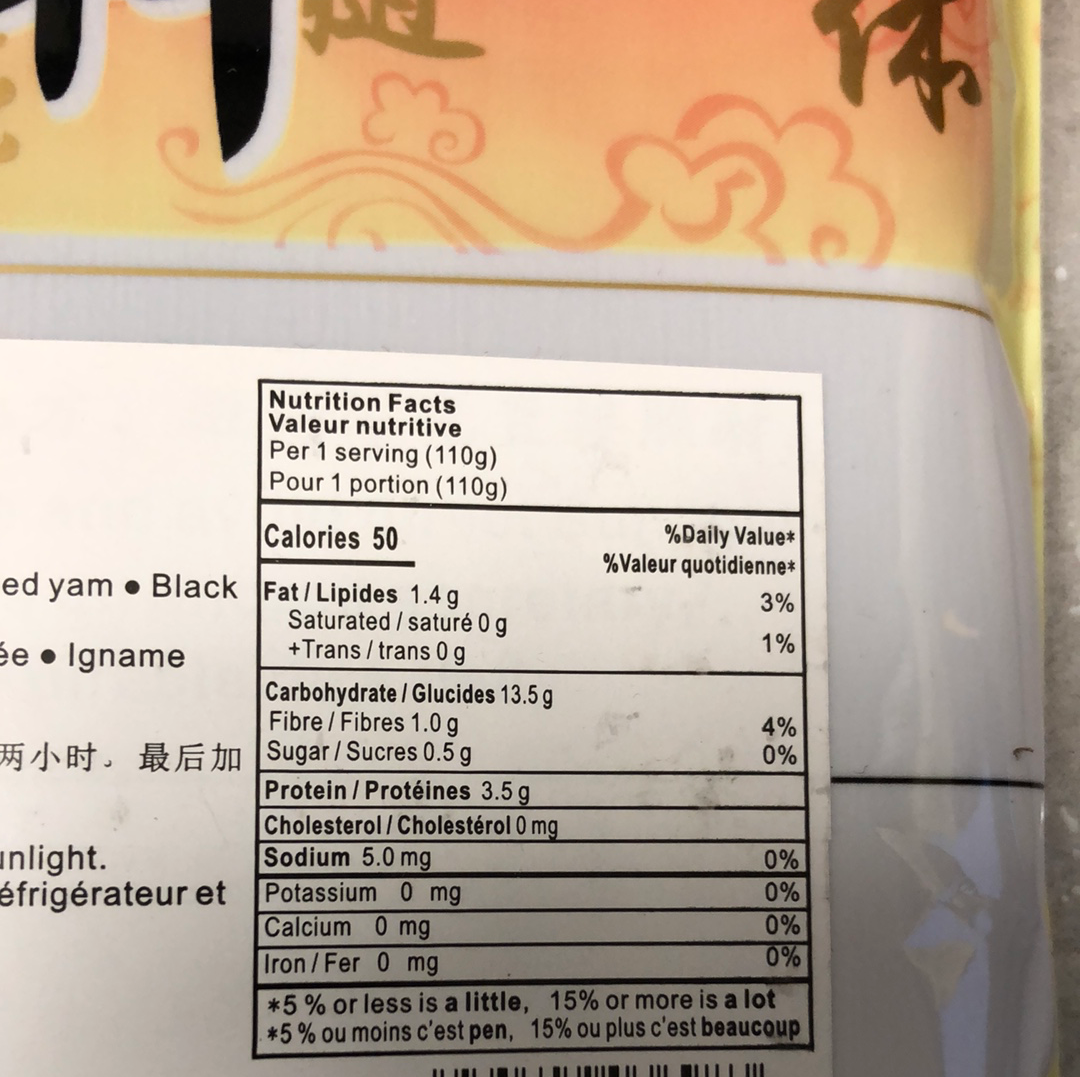 体
Nutrition Facts
Valeur nutritive
Per 1 serving (110g)
Pour 1 portion (110g)
Calories 50
%Daily Value*
%Valeur quotidienne*
Fat / Lipides 1.4 g 3%
Saturated / saturé 0 g
+Trans / trans 0 g 1%
Carbohydrate / Glucides 13.5 g
Fibre / Fibres 1.0 g 4%
Sugar / Sucres 0.5 g 0%
Protein / Protéines 3.5 g
Cholesterol / Cholestérol 0 mg
Sodium 5.0 mg 0%
Potassium 0 mg 0%
Calcium 0 mg 0%
Iron / Fer 0 mg 0%
*5 % or less is a little, 15% or more is a lot
*5 % ou moins c'est pen, 15% ou plus c'est beaucoup
ed yam ● Black
ée ● Igname
两小时。最后加
unlight.
éfrigérateur et